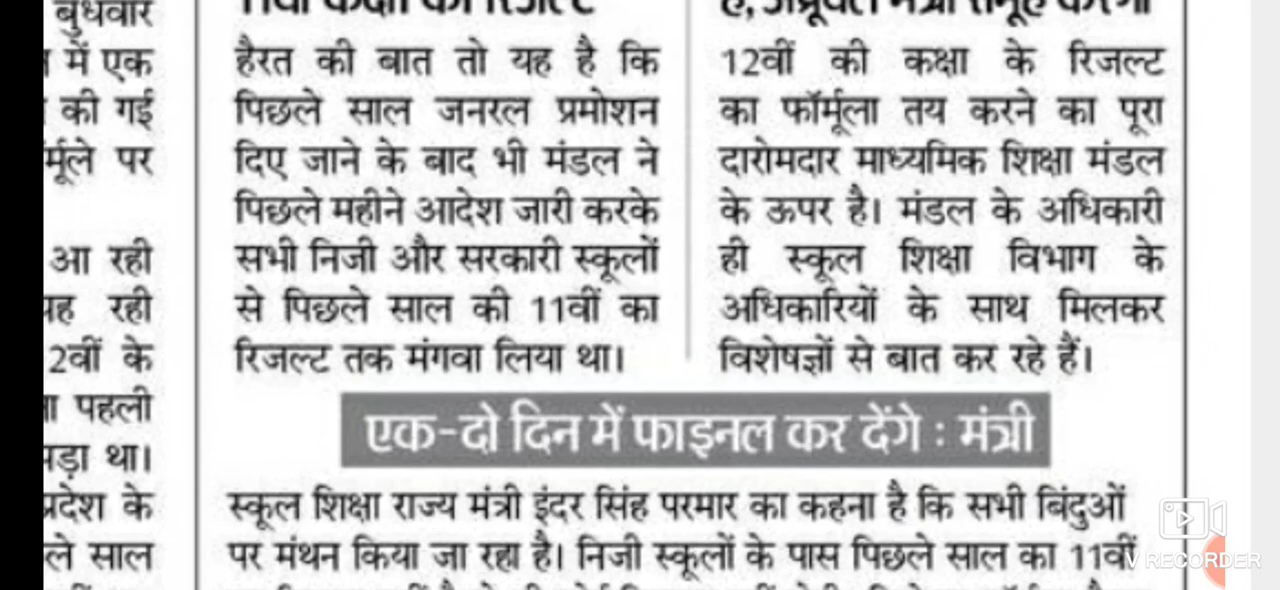 बुधवार
में एक
की गई
पर
आ रही
रही
2वीं के
पहली
था।
के
साल
हैरत की बात तो यह है कि
पिछले साल जनरल प्रमोशन
दिए जाने के बाद भी मंडल ने
पिछले महीने आदेश जारी करके
सभी निजी और सरकारी स्कूलों
से पिछले साल की 11वीं का
रिजल्ट तक मंगवा लिया था।
12वीं की कक्षा के रिजल्ट
का फॉर्मूला तय करने का पूरा
दारोमदार माध्यमिक शिक्षा मंडल
के ऊपर है। मंडल के अधिकारी
ही स्कूल शिक्षा विभाग के
अधिकारियों के साथ मिलकर
विशेषज्ञों से बात कर रहे हैं।
एक-दो दिन में फाइनल कर देंगे : मंत्री
स्कूल शिक्षा राज्य मंत्री इंदर सिंह परमार का कहना है कि सभी बिंदुओं
पर मंथन किया जा रहा है। निजी स्कूलों के पास पिछले साल का 11वीं
V RECORDER